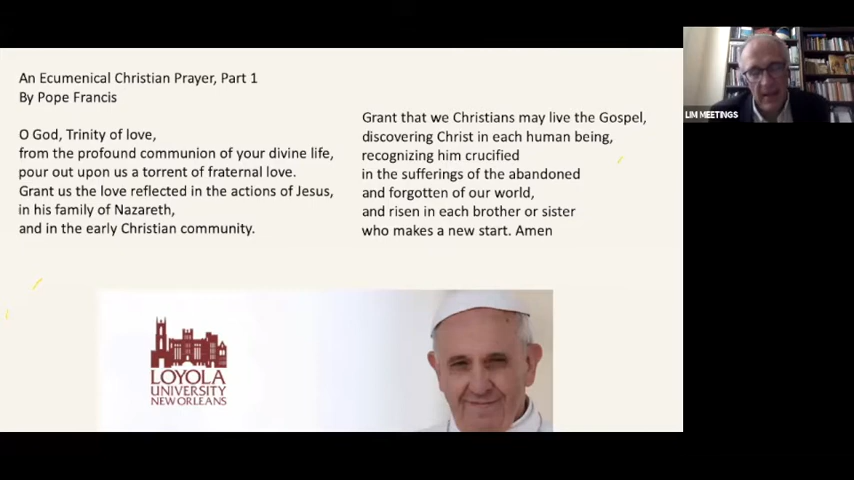 An Ecumenical Christian Prayer, Part 1
By Pope Francis
O God, Trinity of love,
from the profound communion of your divine life,
pour out upon us a torrent of fraternal love.
Grant us the love reflected in the actions of Jesus,
in his family of Nazareth,
and in the early Christian community.
Grant that we Christians may live the Gospel,
discovering Christ in each human being,
recognizing him crucified
in the sufferings of the abandoned
and forgotten of our world,
and risen in each brother or sister
who makes a new start. Amen
LOYOLA
UNIVERSITY
NEW ORLEANS
LIM MEETINGS